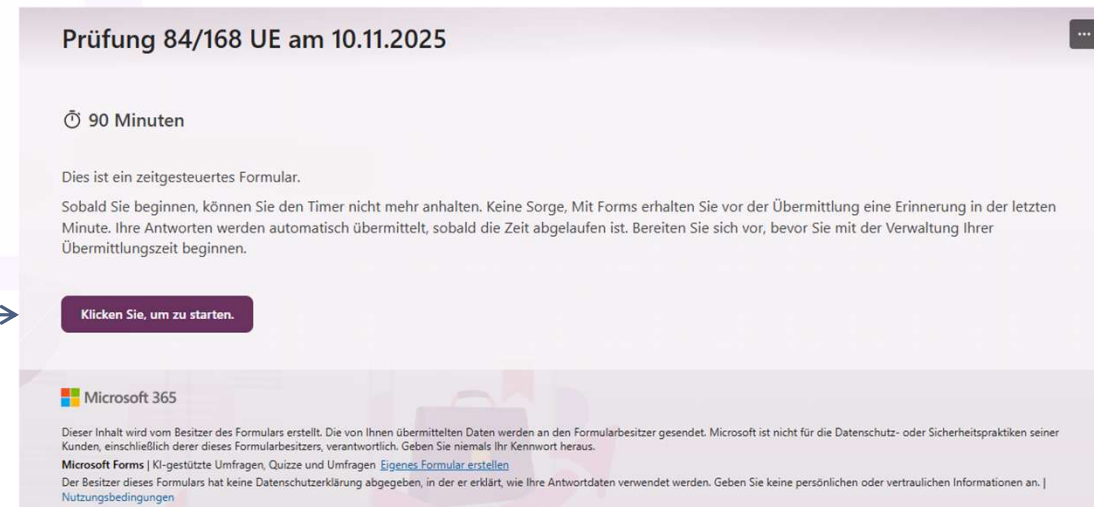 Prüfung 84/168 UE am 10.11.2025
90 Minuten
Dies ist ein zeitgesteuertes Formular.
Sobald Sie beginnen, können Sie den Timer nicht mehr anhalten. Keine Sorge, Mit Forms erhalten Sie vor der Übermittlung eine Erinnerung in der letzten
Minute. Ihre Antworten werden automatisch übermittelt, sobald die Zeit abgelaufen ist. Bereiten Sie sich vor, bevor Sie mit der Verwaltung Ihrer
Übermittlungszeit beginnen.
Klicken Sie, um zu starten.
Microsoft 365
Dieser Inhalt wird vom Besitzer des Formulars erstellt. Die von Ihnen übermittelten Daten werden an den Formularbesitzer gesendet. Microsoft ist nicht für die Datenschutz- oder Sicherheitspraktiken seiner
Kunden, einschließlich derer dieses Formularbesitzers, verantwortlich. Geben Sie niemals Ihr Kennwort heraus.
Microsoft Forms | KI-gestützte Umfragen, Quizze und Umfragen Eigenes Formular erstellen
Der Besitzer dieses Formulars hat keine Datenschutzerklärung abgegeben, in der er erklärt, wie Ihre Antwortdaten verwendet werden. Geben Sie keine persönlichen oder vertraulichen Informationen an. |
Nutzungsbedingungen